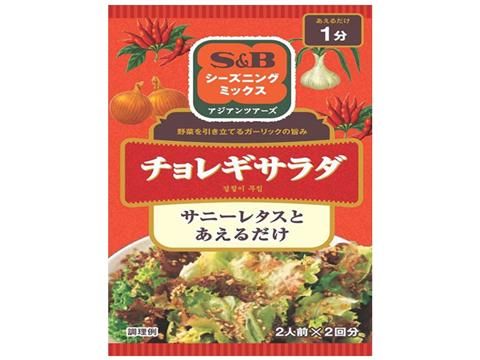 あえるだけ
1分
S&B
シーズニング
ミックス
アジアンツアーズ
野菜を引き立てるガーリックの旨み
チョレギサラダ
겉절이 무침
サニーレタスと
あえるだけ
調理例
2人前×2回分